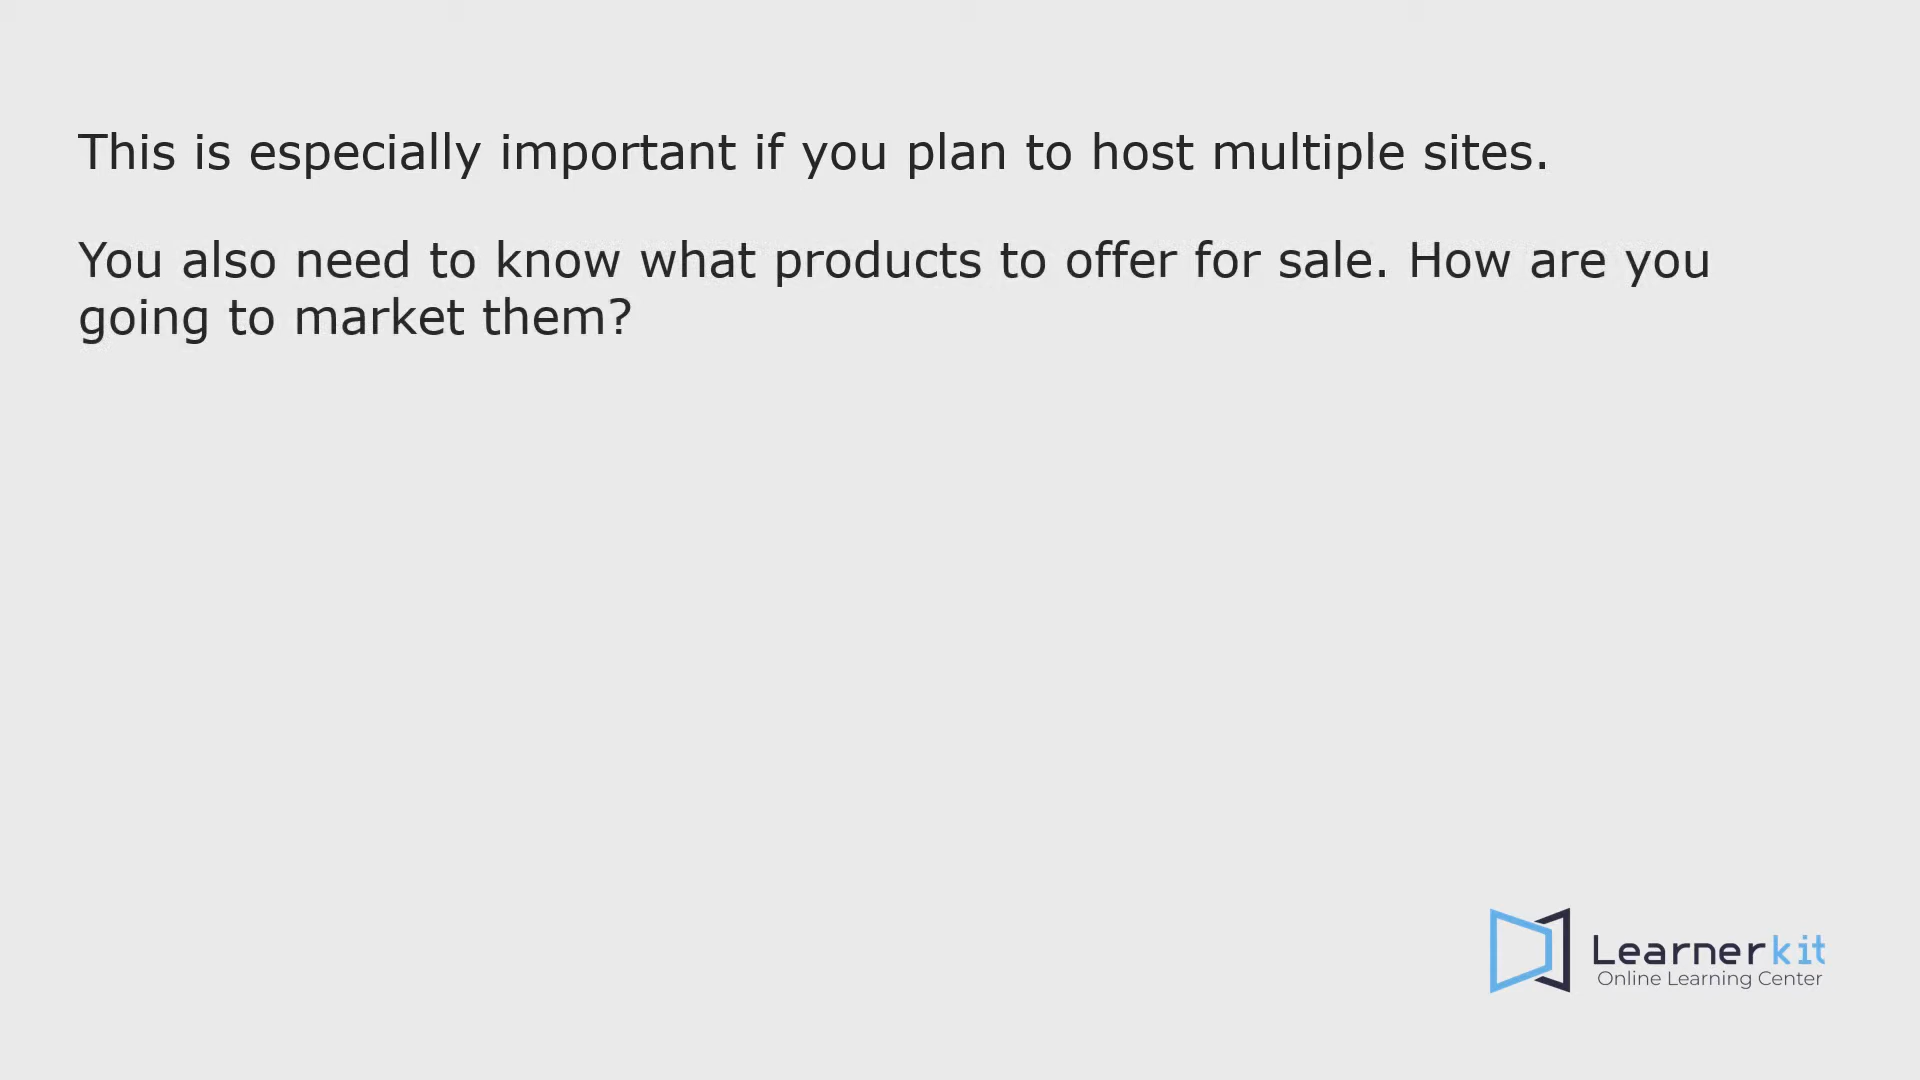 This is especially important if you plan to host multiple sites.
You also need to know what products to offer for sale. How are you
going to market them?
Learnerkit
Online Learning Center